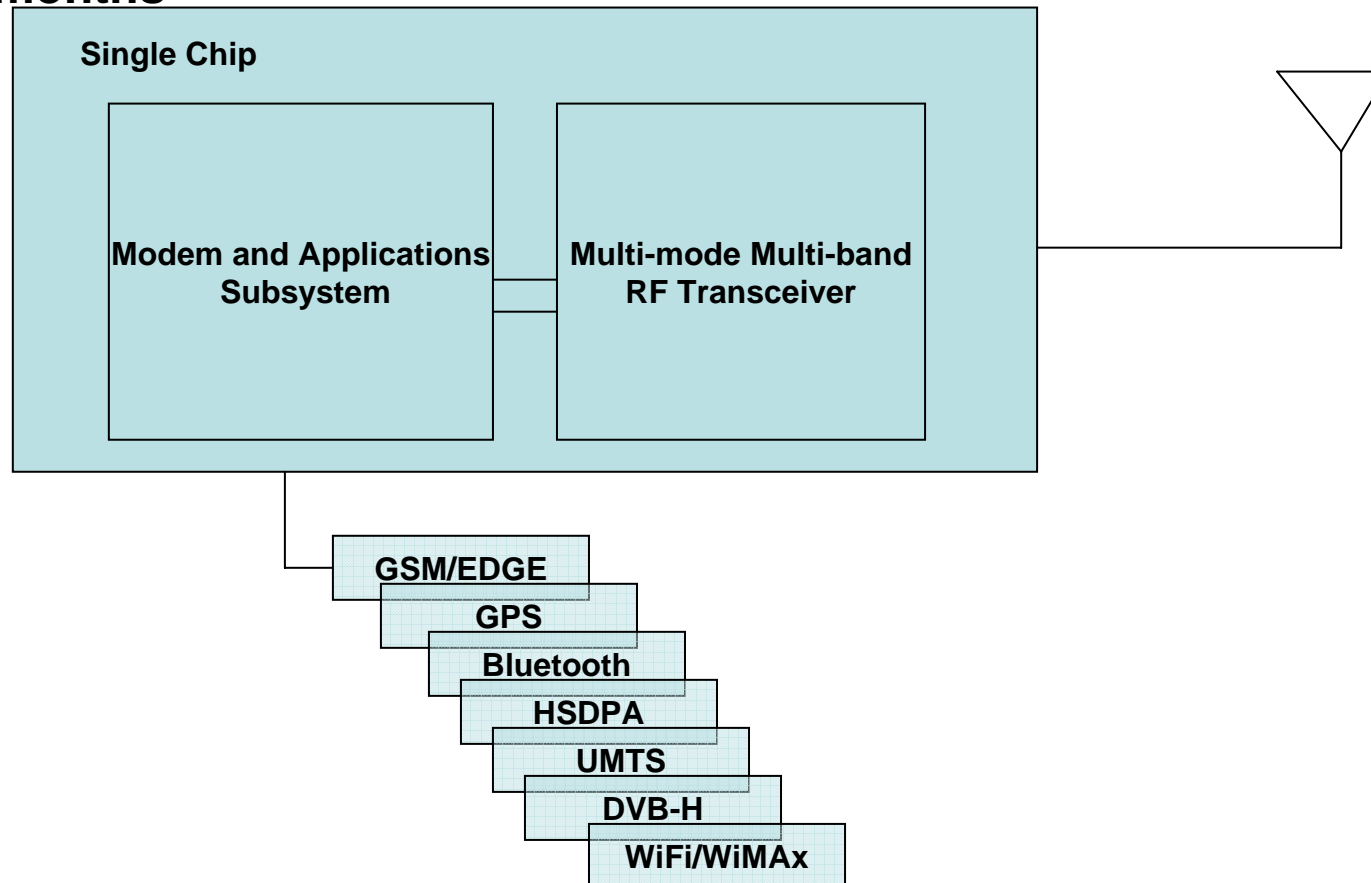 Single Chip
Modem and Applications
Subsystem
Multi-mode Multi-band
RF Transceiver
GSM/EDGE
GPS
Bluetooth
HSDPA
UMTS
DVB-H
WiFi/WiMAx